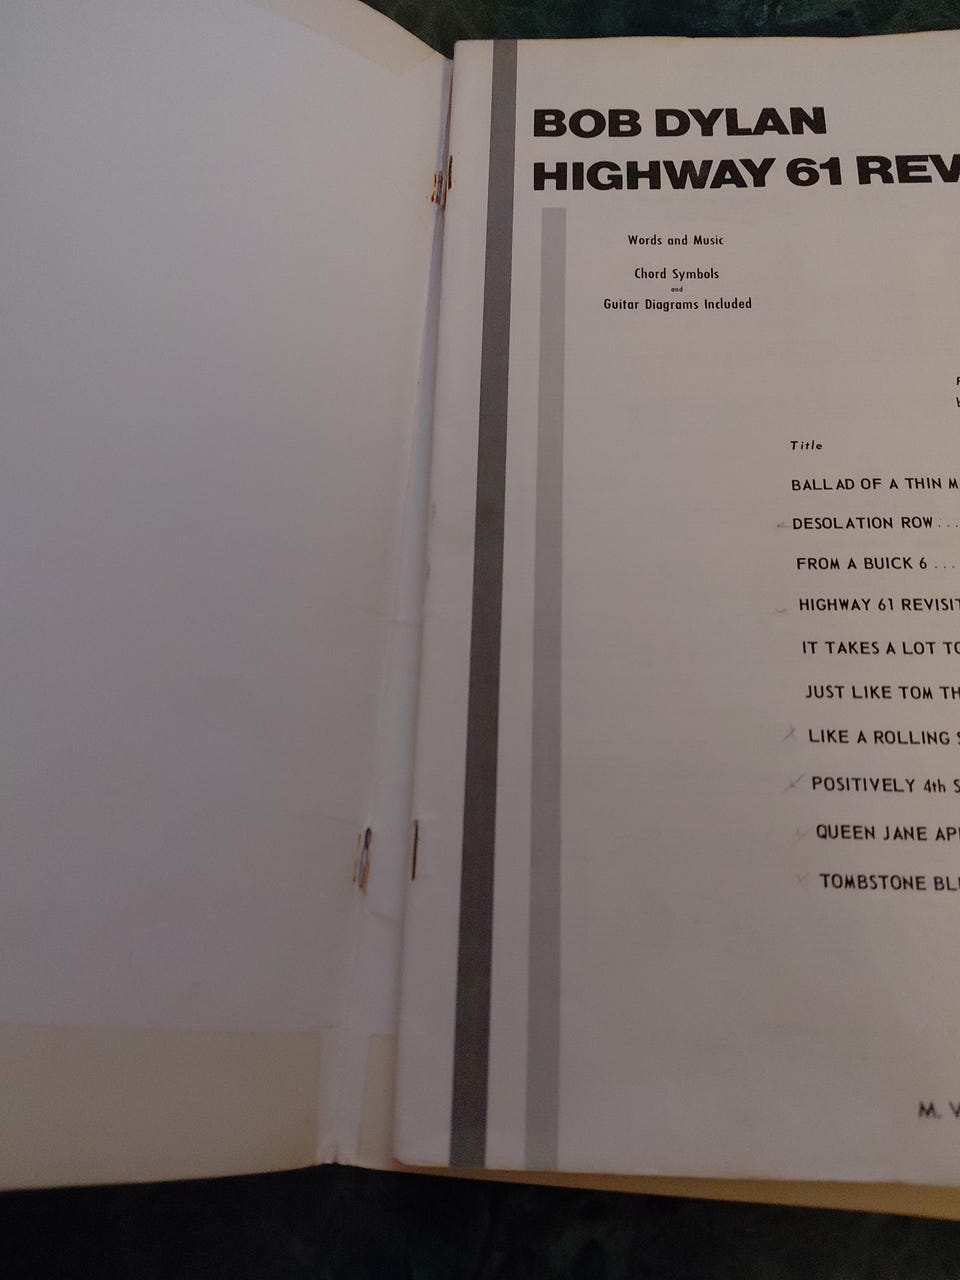 BOB DYLAN
HIGHWAY 61 REV
Words and Music
Chord Symbols
and
Guitar Diagrams Included
Title
BALLAD OF A THIN M
DESOLATION ROW . . .
FROM A BUICK 6 . . .
HIGHWAY 61 REVISIT
IT TAKES A LOT TO
JUST LIKE TOM TH
LIKE A ROLLING S
POSITIVELY 4th S
QUEEN JANE AP
TOMBSTONE BL
M. W